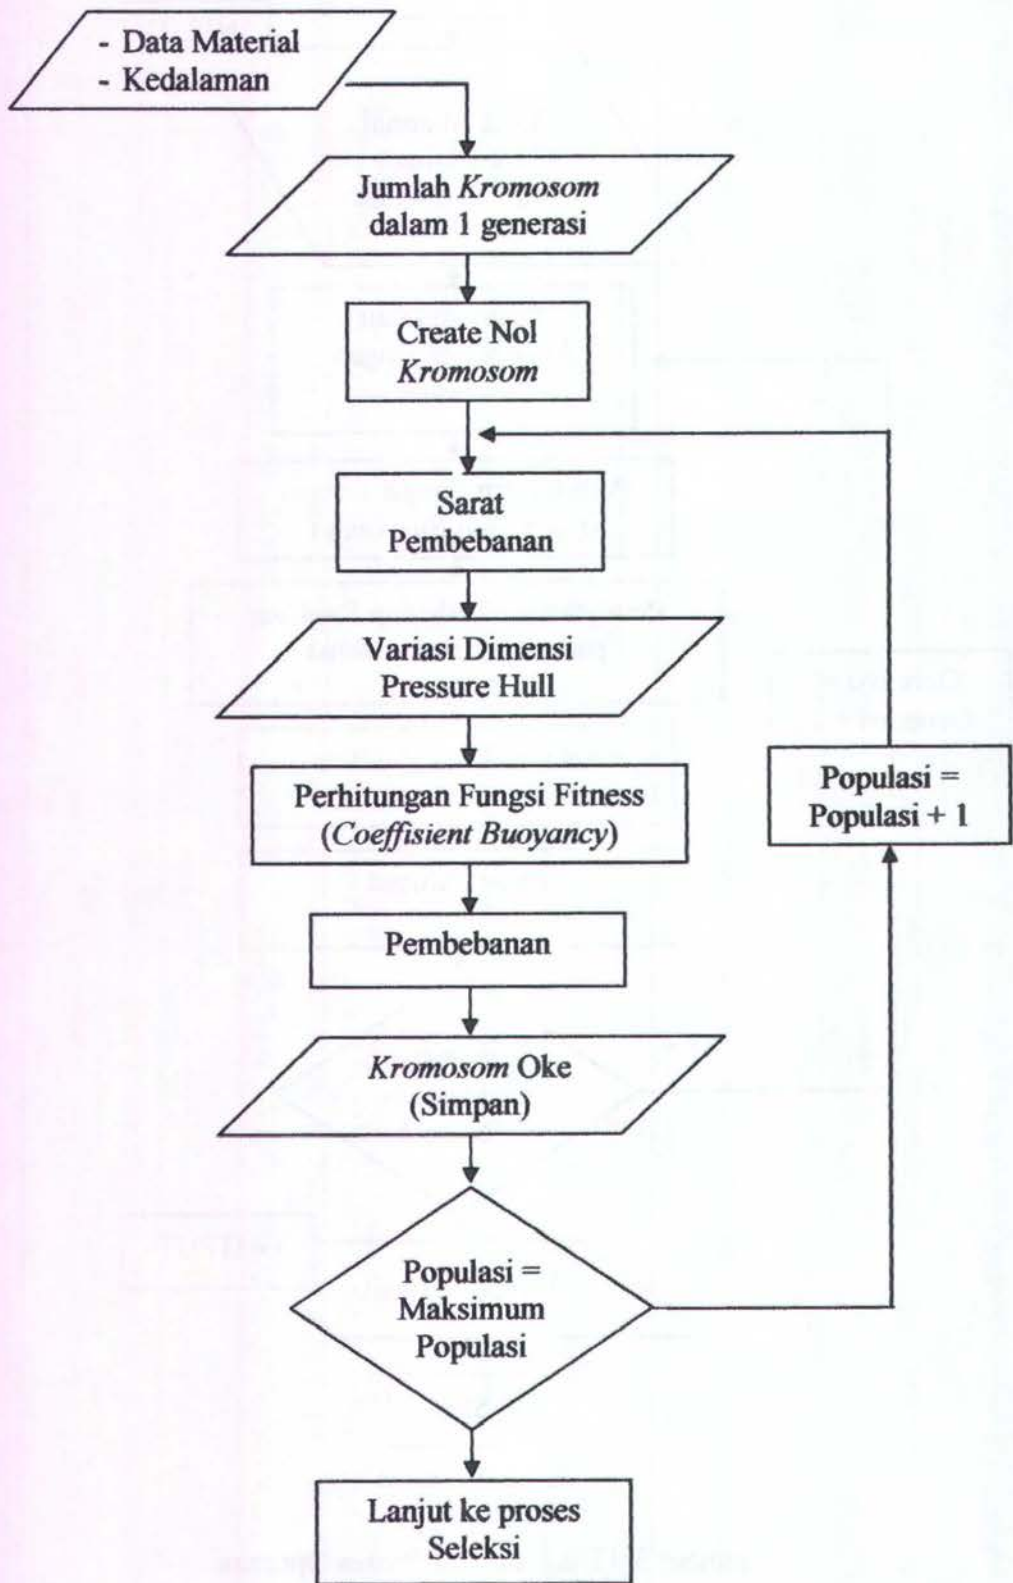 - Data Material
- Kedalaman
Jumlah Kromosom
dalam 1 generasi
Create Nol
Kromosom
Sarat
Pembebanan
Variasi Dimensi
Pressure Hull
Perhitungan Fungsi Fitness
(Coeffisient Buoyancy)
Populasi =
Populasi + 1
Pembebanan
Kromosom Oke
(Simpan)
Populasi =
Maksimum
Populasi
Lanjut ke proses
Seleksi